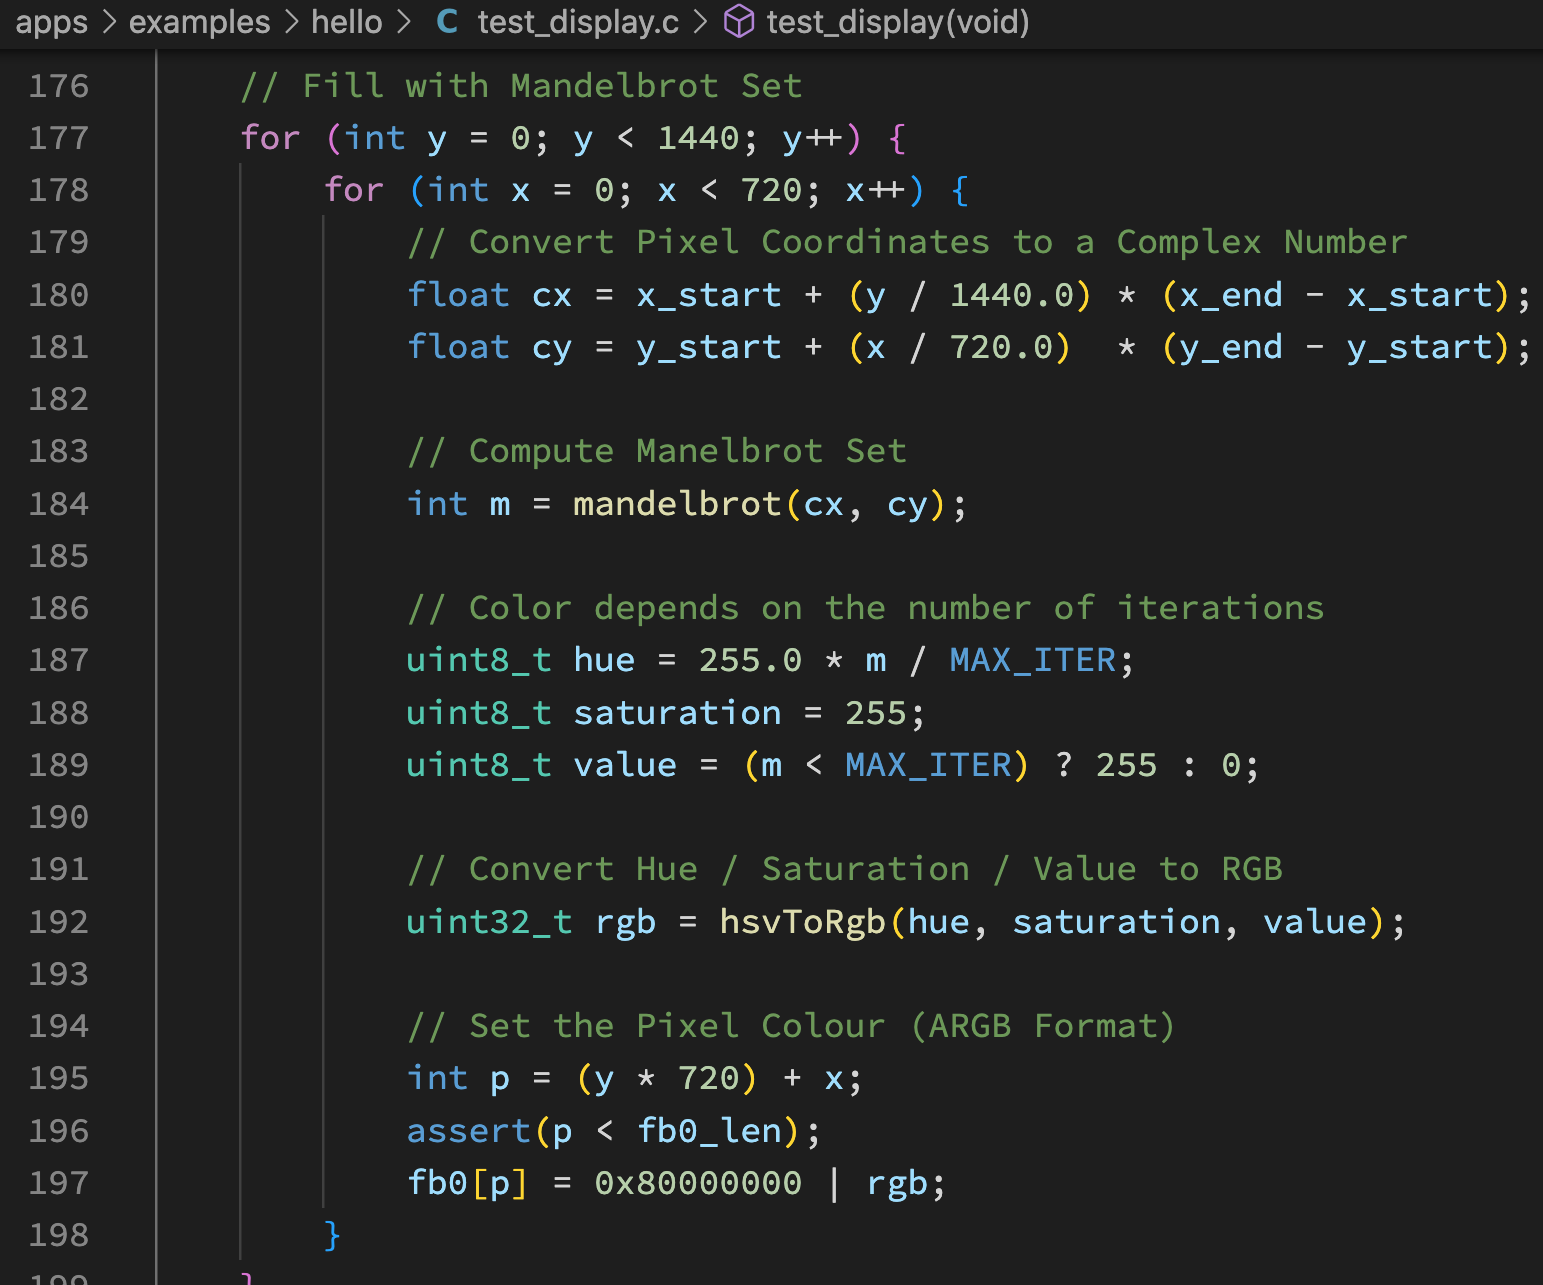 apps > examples > hello > C test_display.c > test_display(void)
176 // Fill with Mandelbrot Set
177 for (int y = 0; y < 1440; y++) {
178 for (int x = 0; x < 720; x++) {
179 // Convert Pixel Coordinates to a Complex Number
180 float cx = x_start + (y / 1440.0) * (x_end - x_start);
181 float cy = y_start + (x / 720.0)  * (y_end - y_start);
182
183 // Compute Manelbrot Set
184 int m = mandelbrot(cx, cy);
185
186 // Color depends on the number of iterations
187 uint8_t hue = 255.0 * m / MAX_ITER;
188 uint8_t saturation = 255;
189 uint8_t value = (m < MAX_ITER) ? 255 : 0;
190
191 // Convert Hue / Saturation / Value to RGB
192 uint32_t rgb = hsvToRgb(hue, saturation, value);
193
194 // Set the Pixel Colour (ARGB Format)
195 int p = (y * 720) + x;
196 assert(p < fb0_len);
197 fb0[p] = 0x80000000 | rgb;
198 }
199 }